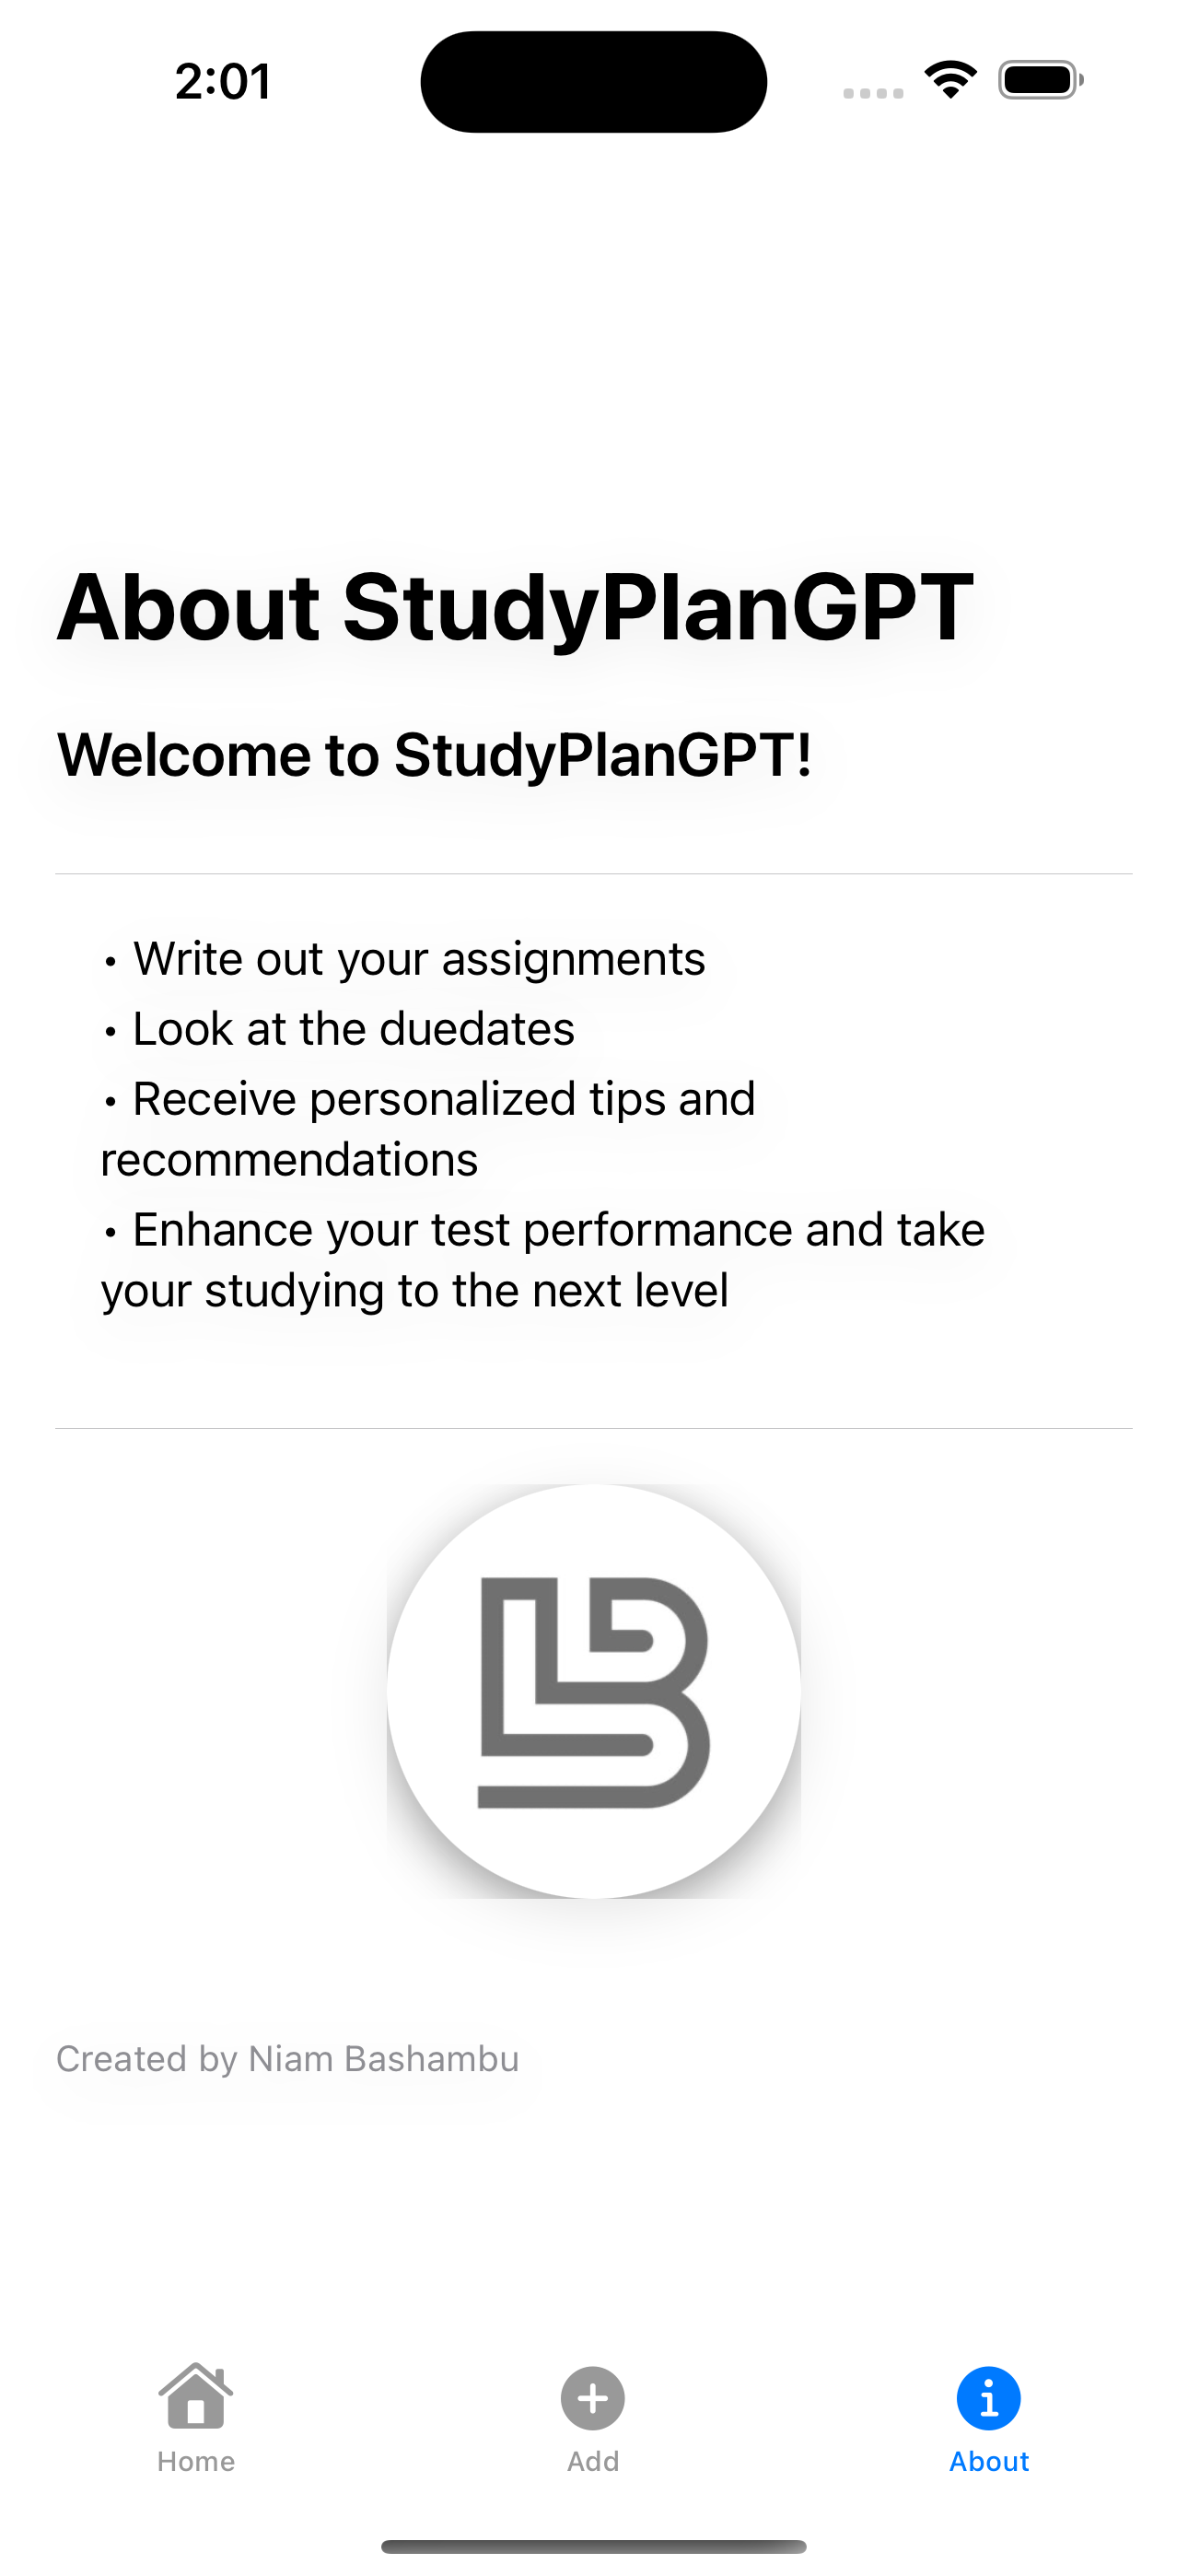 2:01
About StudyPlanGPT
Welcome to StudyPlanGPT!
• Write out your assignments
• Look at the duedates
• Receive personalized tips and
recommendations
• Enhance your test performance and take
your studying to the next level
LB
Created by Niam Bashambu
Home
Add
About